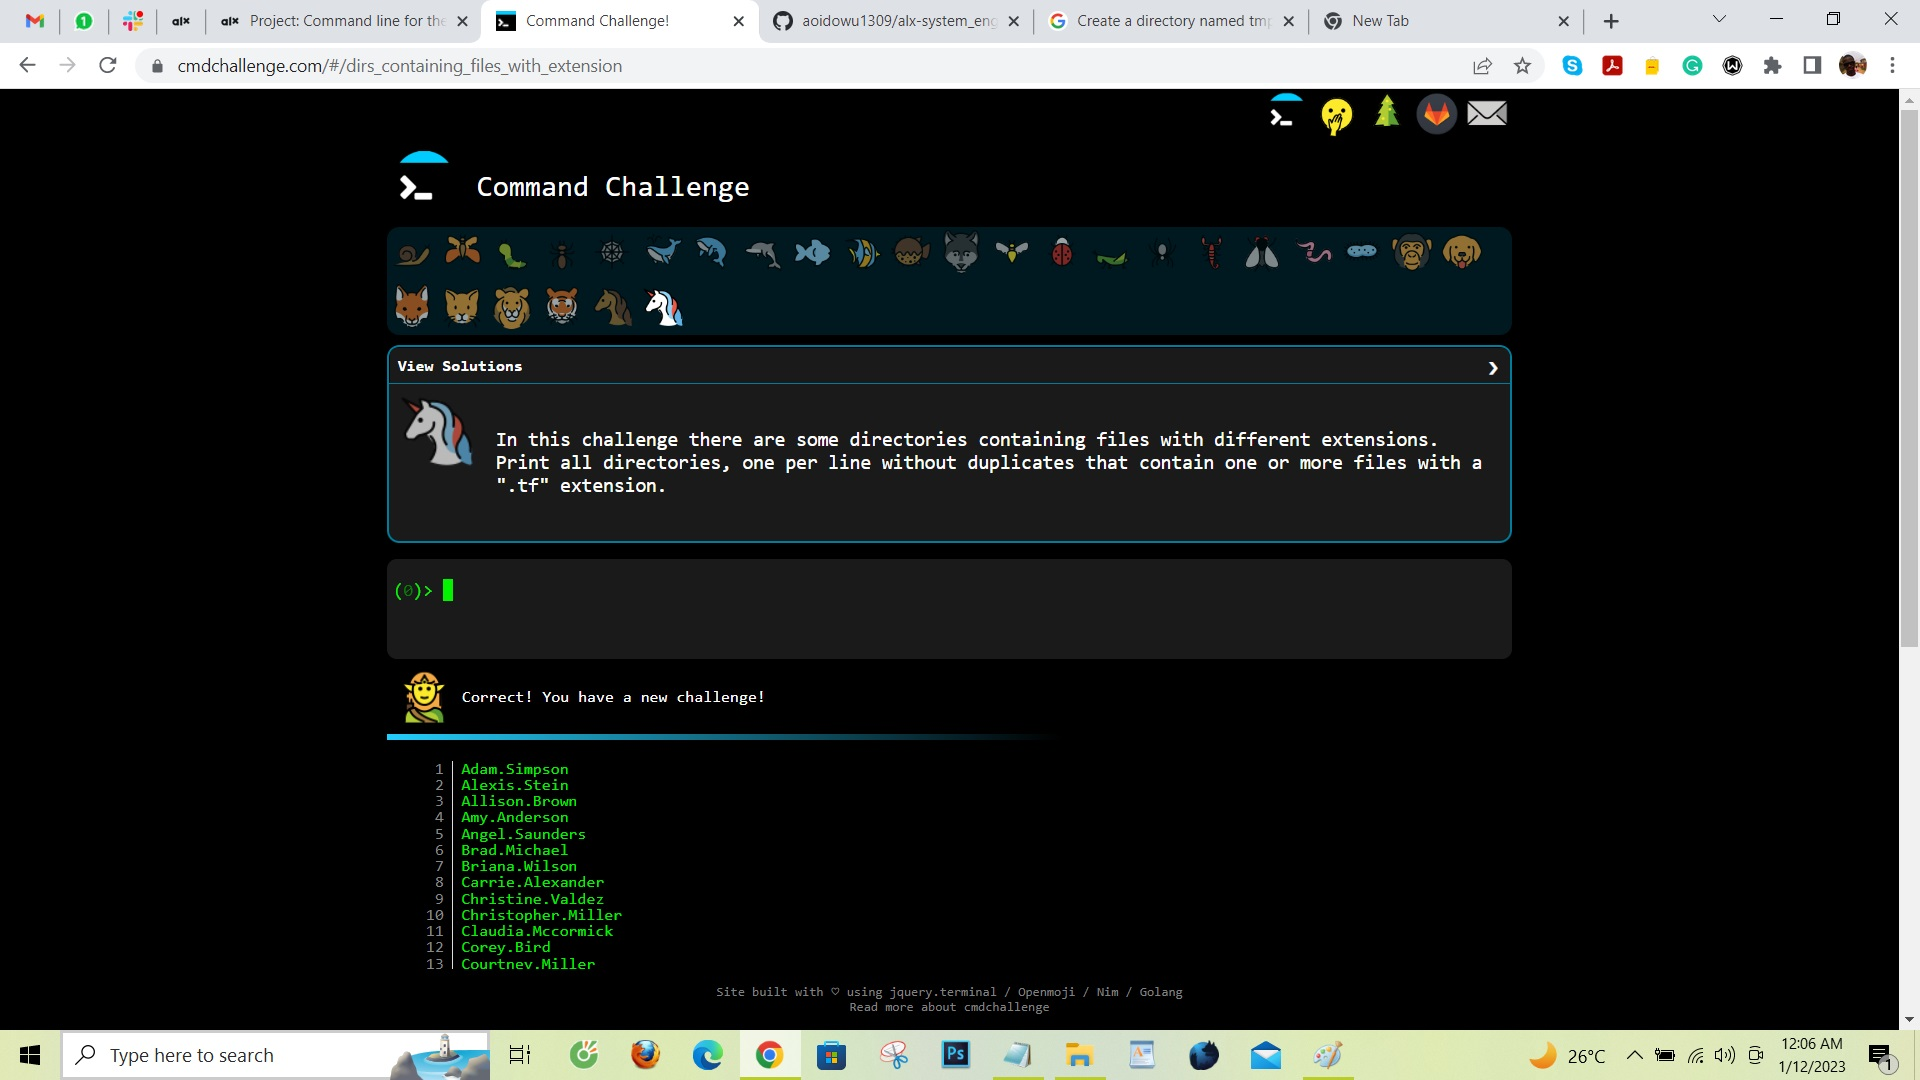 1
al×
al× Project: Command line for the
Command Challenge!
aoidowu1309/alx-system_eng
Create a directory named tmp
New Tab
cmdchallenge.com/#/dirs_containing_files_with_extension
Command Challenge
View Solutions
In this challenge there are some directories containing files with different extensions.
Print all directories, one per line without duplicates that contain one or more files with a
".tf" extension.
(0)>
Correct! You have a new challenge!
1 Adam.Simpson
2 Alexis.Stein
3 Allison.Brown
4 Amy.Anderson
5 Angel.Saunders
6 Brad.Michael
7 Briana.Wilson
8 Carrie.Alexander
9 Christine.Valdez
10 Christopher.Miller
11 Claudia.Mccormick
12 Corey.Bird
13 Courtney.Miller
Site built with ♡ using jquery.terminal / Openmoji / Nim / Golang
Read more about cmdchallenge
Type here to search
Ps
26°C
12:06 AM
1/12/2023
1